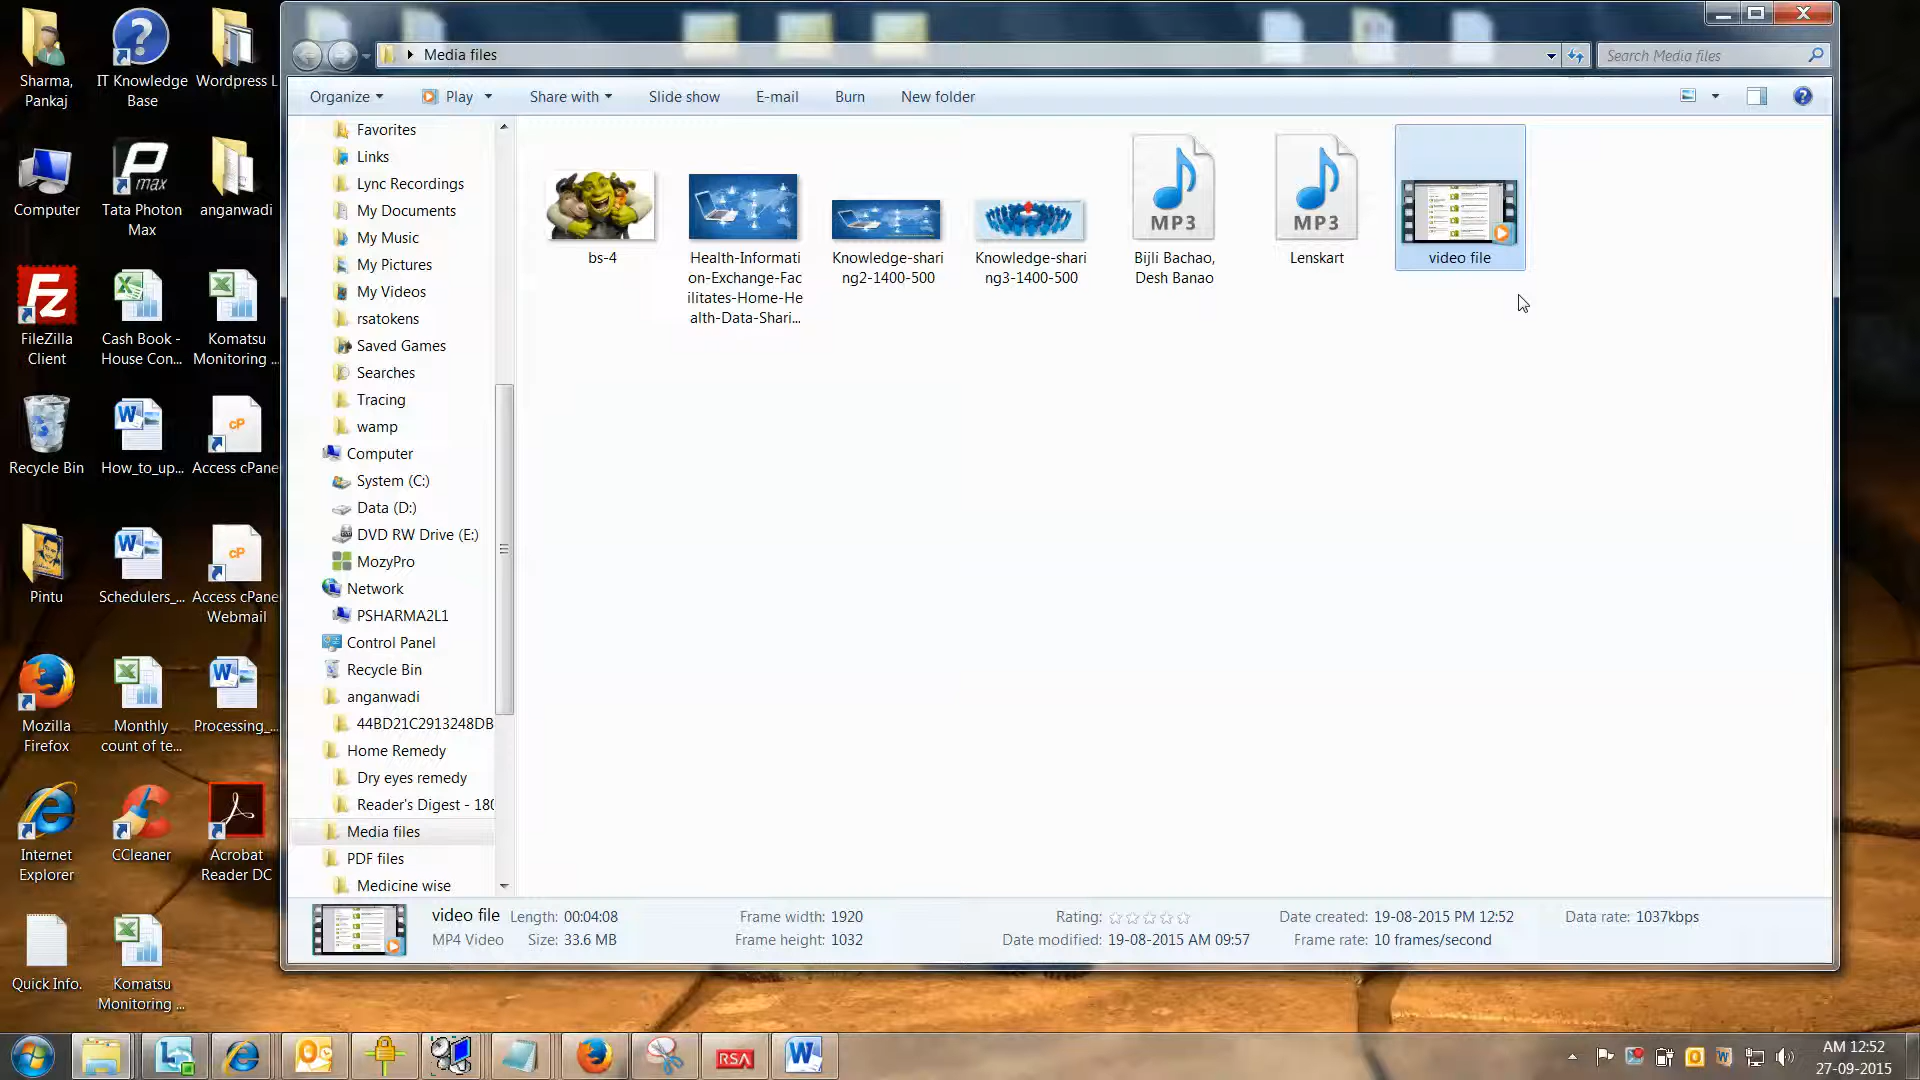 Sharma,
Pankaj
IT Knowledge
Base
Wordpress L
Computer
Tata Photon
Max
anganwadi
FileZilla
Client
Cash Book -
House Con...
Komatsu
Monitoring ...
Recycle Bin
How_to_up...
Access cPane
Pintu
Schedulers_...
Access cPane
Webmail
Mozilla
Firefox
Monthly
count of te...
Processing_...
Internet
Explorer
CCleaner
Acrobat
Reader DC
Quick Info.
Komatsu
Monitoring ...
Media files
Search Media files
Organize
Play
Share with
Slide show
E-mail
Burn
New folder
Favorites
Links
Lync Recordings
My Documents
My Music
My Pictures
My Videos
rsatokens
Saved Games
Searches
Tracing
wamp
Computer
System (C:)
Data (D:)
DVD RW Drive (E:)
MozyPro
Network
PSHARMA2L1
Control Panel
Recycle Bin
anganwadi
44BD21C2913248DB
Home Remedy
Dry eyes remedy
Reader's Digest - 180
Media files
PDF files
Medicine wise
bs-4
Health-Informati
on-Exchange-Fac
ilitates-Home-He
alth-Data-Shari...
Knowledge-shari
ng2-1400-500
Knowledge-shari
ng3-1400-500
MP3
Bijli Bachao,
Desh Banao
MP3
Lenskart
video file
video file
MP4 Video
Length: 00:04:08
Size: 33.6 MB
Frame width: 1920
Frame height: 1032
Rating:
Date modified: 19-08-2015 AM 09:57
Date created: 19-08-2015 PM 12:52
Frame rate: 10 frames/second
Data rate: 1037kbps
RSA
AM 12:52
27-09-2015